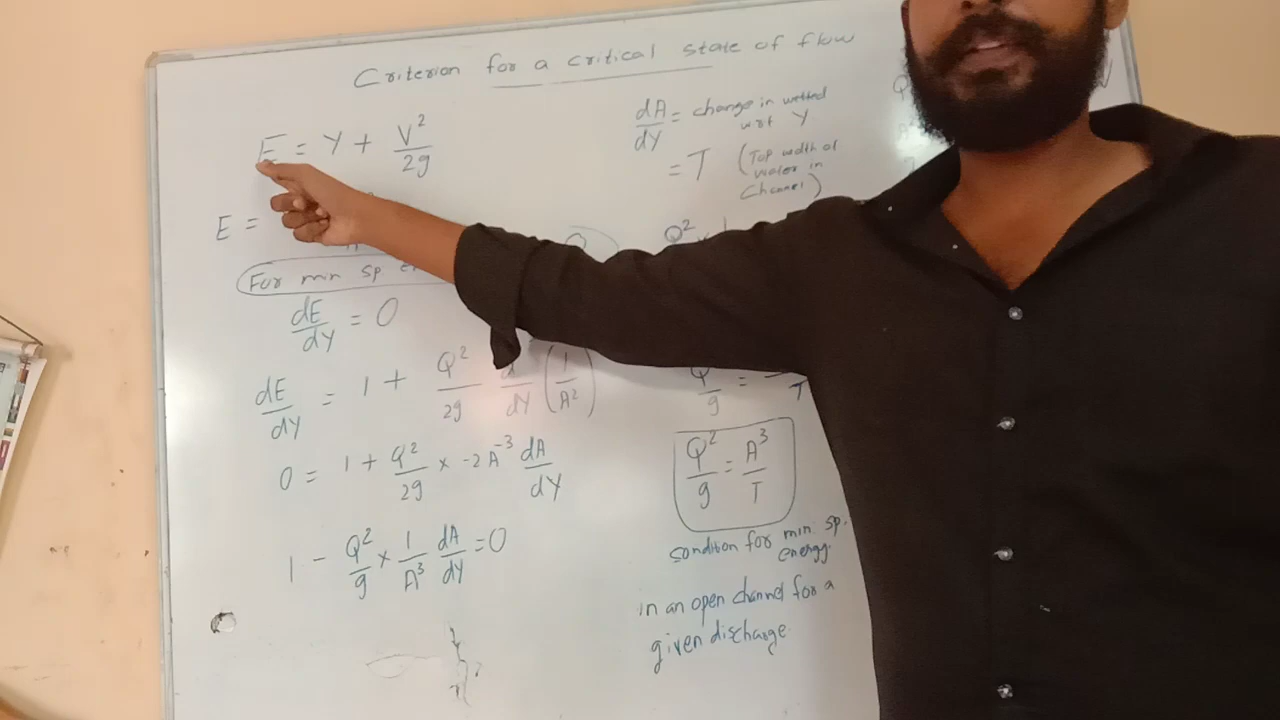 Criterion for a critical state of flow
E = Y + V²/2g
E =
For min sp
dE/dY = 0
dE/dY = 1 + Q²/2g d/dY (1/A²)
0 = 1 + Q²/2g × -2A⁻³ dA/dY
1 - Q²/g × 1/A³ dA/dY = 0
dA/dY = change in wetted
wrt Y
= T (Top width of
water in
Channel)
Q²
Q²/g = A³/T
condition for min. sp.
energy.
in an open channel for a
given discharge.